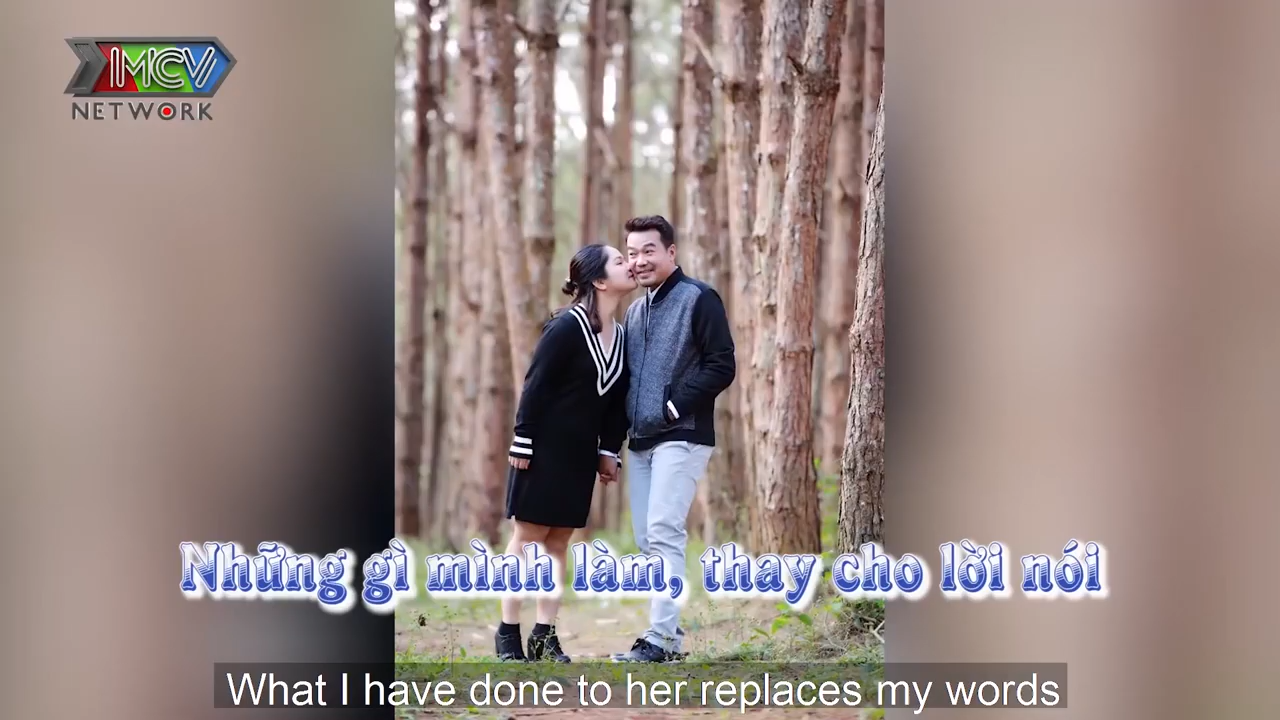 MCV
NETWORK
Những gì mình làm, thay cho lời nói
What I have done to her replaces my words